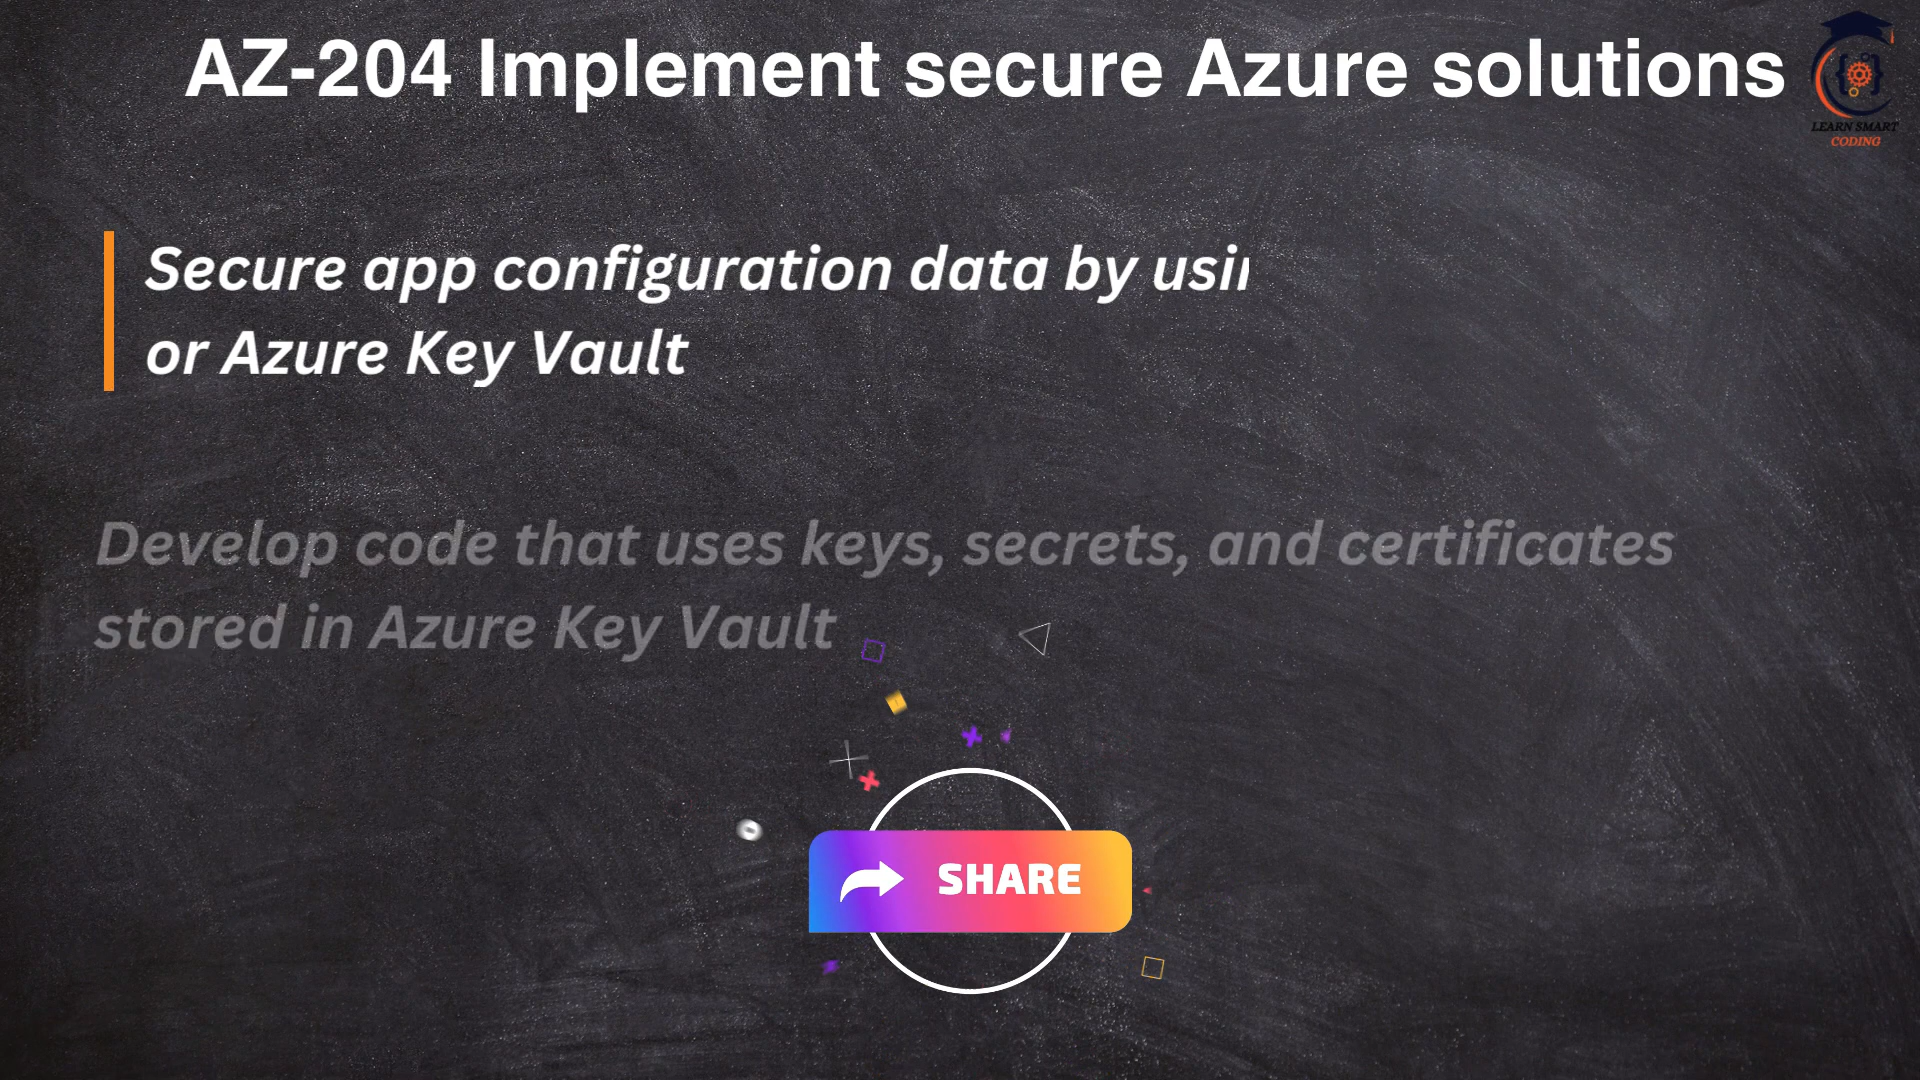 AZ-204 Implement secure Azure solutions
LEARN SMART
CODING
Secure app configuration data by
or Azure Key Vault
Develop code that uses keys, secrets, and certificates
stored in Azure Key Vault
SHARE